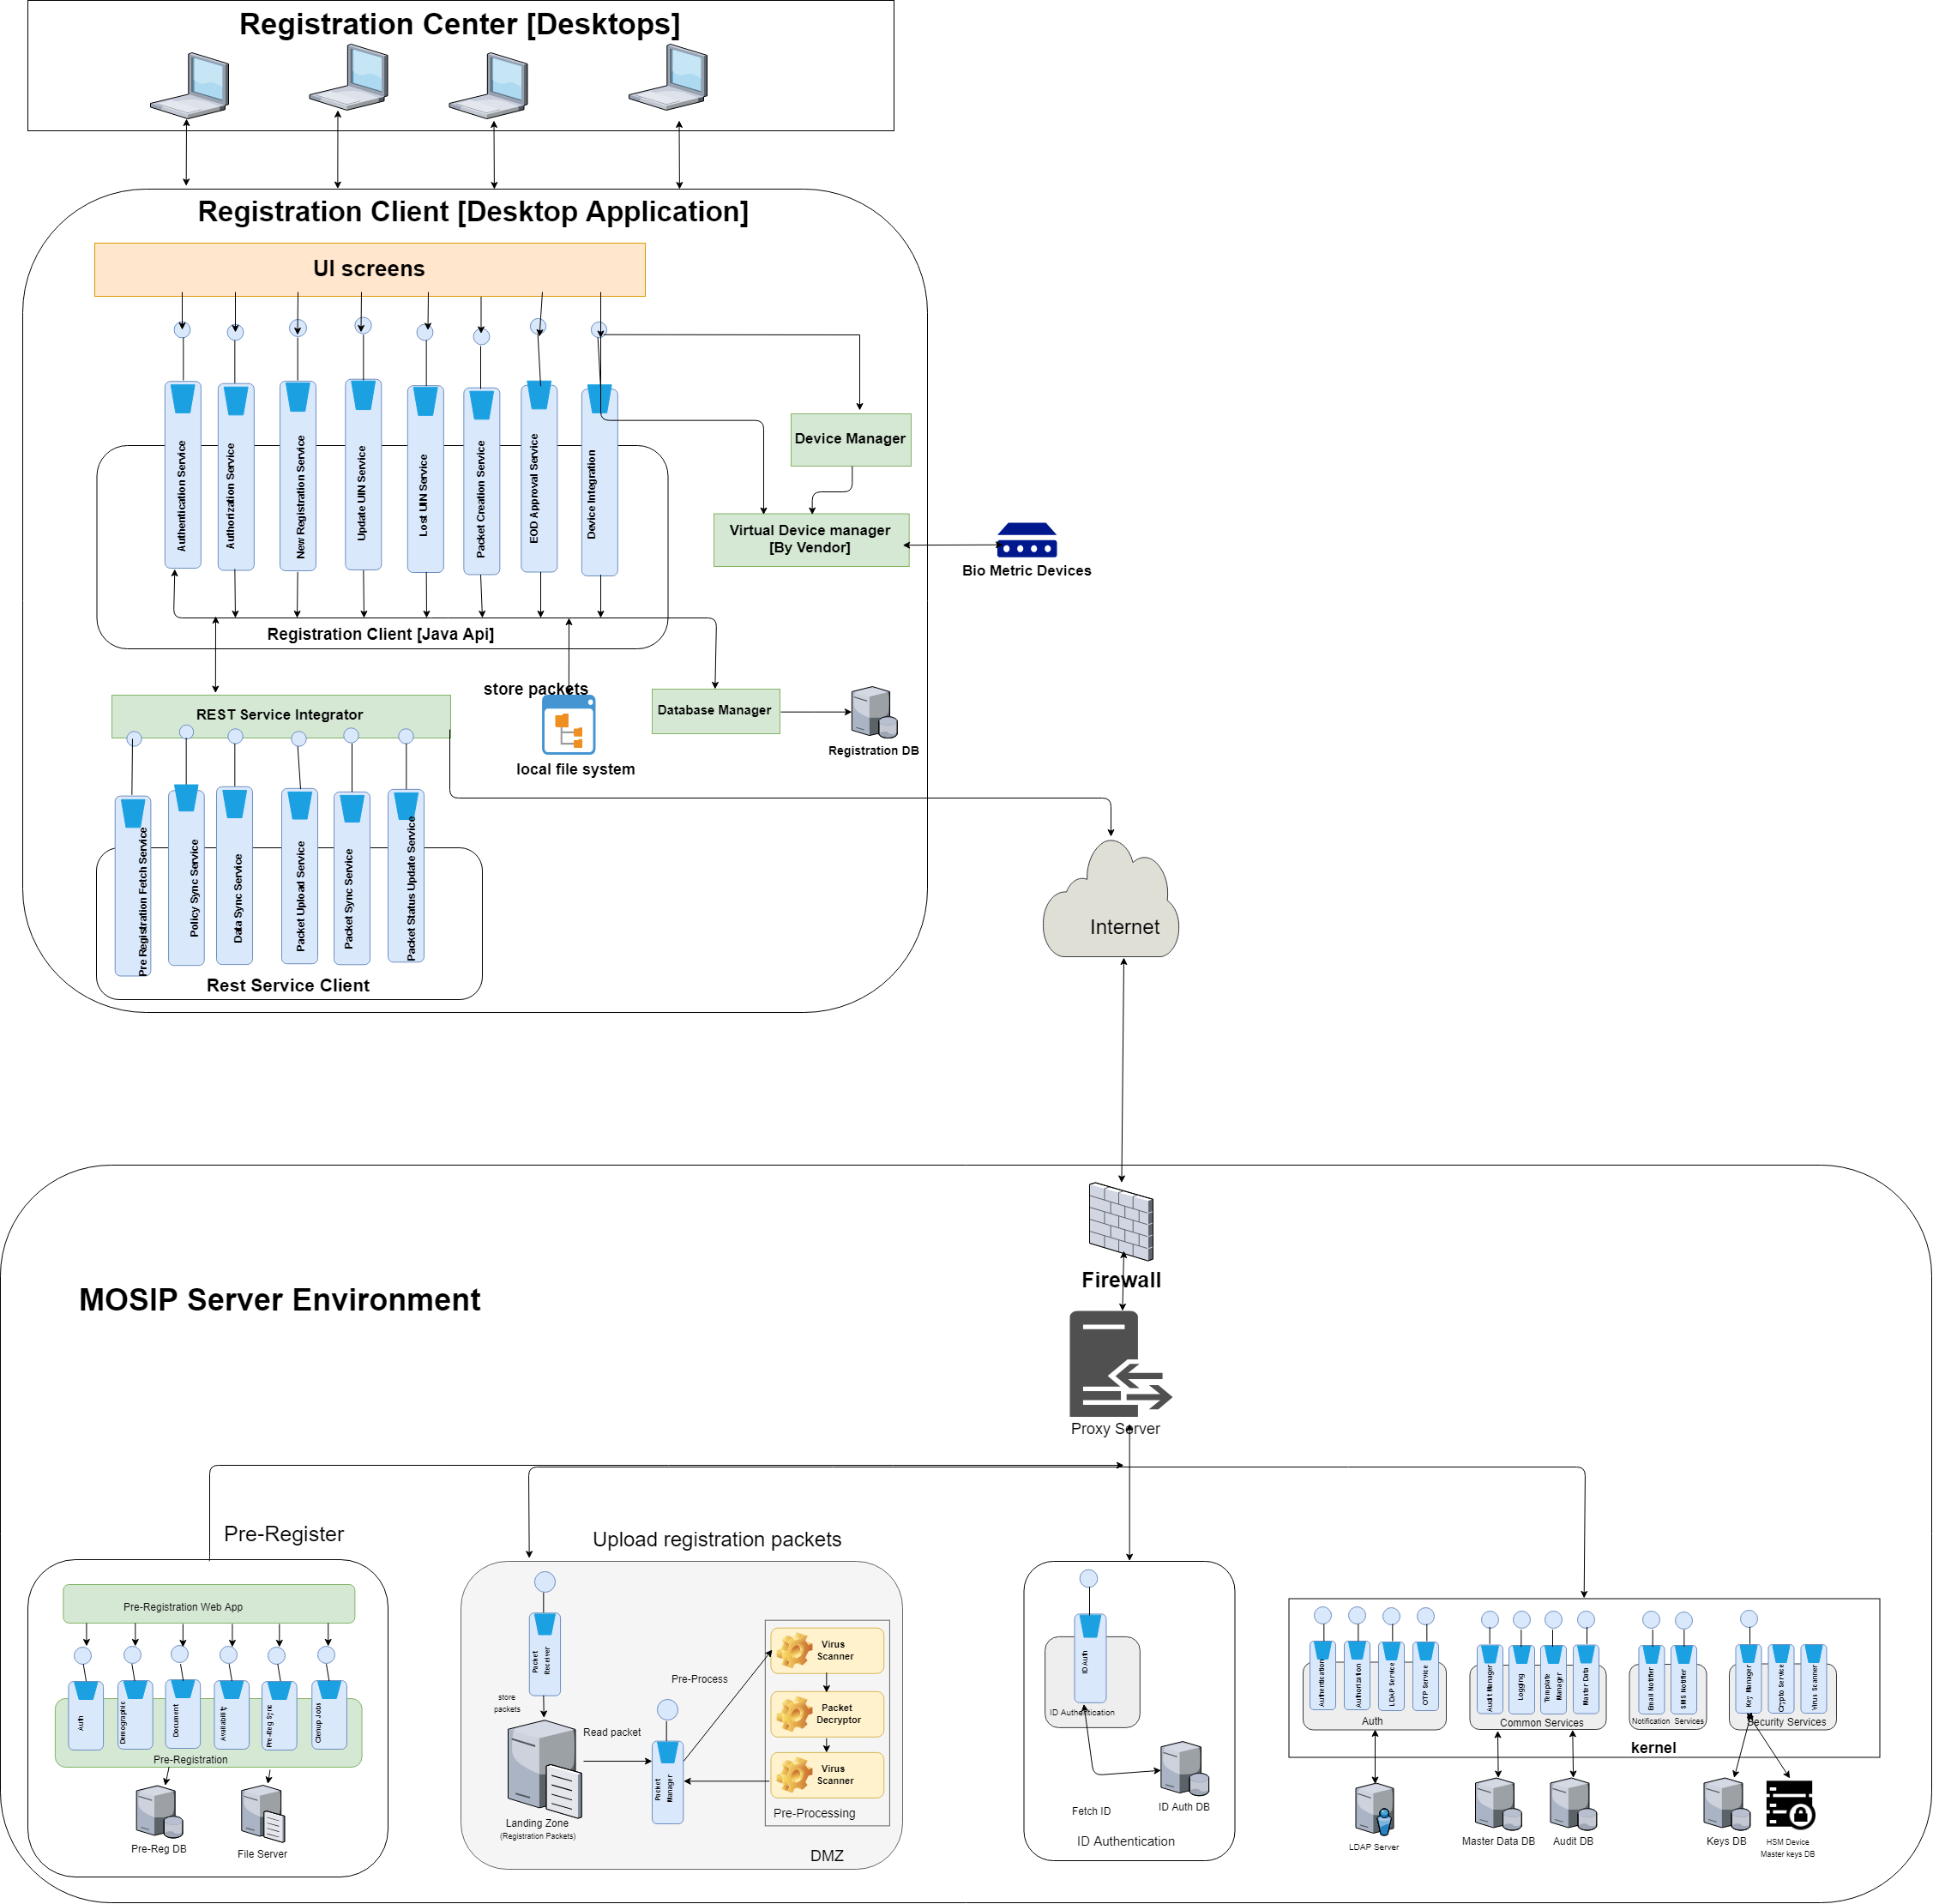 Registration Center [Desktops]
Registration Client [Desktop Application]
UI screens
Authentication Service
Authorization Service
New Registration Service
Update UIN Service
Lost UIN Service
Packet Creation Service
EOD Approval Service
Device Integration
Device Manager
Virtual Device manager
[By Vendor]
Bio Metric Devices
Registration Client [Java Api]
store packets
REST Service Integrator
Database Manager
Registration DB
local file system
Pre Registration Fetch Service
Policy Sync Service
Data Sync Service
Packet Upload Service
Packet Sync Service
Packet Status Update Service
Rest Service Client
Internet
Firewall
MOSIP Server Environment
Proxy Server
Pre-Register
Pre-Registration Web App
Auth
Demographic
Document
Availability
Pre-Reg Sync
Clenup Jobs
Pre-Registration
Pre-Reg DB
File Server
Upload registration packets
Packet
Receiver
store
packets
Read packet
Landing Zone
(Registration Packets)
Packet
Manager
Pre-Process
Virus
Scanner
Packet
Decryptor
Virus
Scanner
Pre-Processing
DMZ
ID Auth
ID Authentication
Fetch ID
ID Auth DB
ID Authentication
Authentication
Authorization
LDAP Service
OTP Service
Auth
Audit Manager
Logging
Template
Manager
Master Data
Common Services
Email Notifier
SMS Notifier
Notification Services
Key Manager
Crypto Service
Virus Scanner
Security Services
kernel
LDAP Server
Master Data DB
Audit DB
Keys DB
HSM Device
Master keys DB